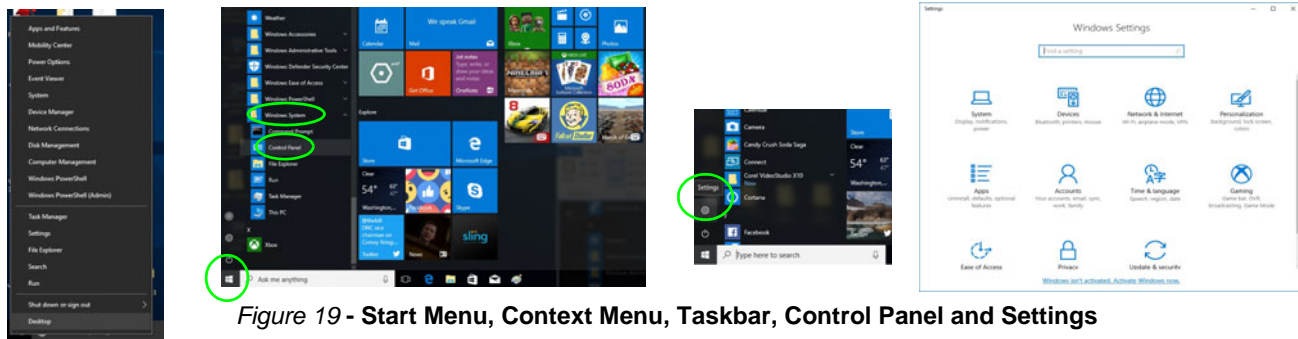 Apps and Features
Mobility Center
Power Options
Event Viewer
System
Device Manager
Network Connections
Disk Management
Computer Management
Windows PowerShell
Windows PowerShell (Admin)
Task Manager
Settings
File Explorer
Search
Run
Shut down or sign out
Desktop
Weather
Windows Accessories
Windows Administrative Tools
Windows Defender Security Center
Windows Ease of Access
Windows PowerShell
Windows System
Command Prompt
Control Panel
File Explorer
Run
Task Manager
This PC
X
Xbox
Ask me anything
We speak Gmail
Calendar
Mail
Xbox
Photos
Get Office
OneNote
Explore
Store
Microsoft Edge
Clear
54°
Washington,...
Skype
Twitter
News
sling
Camera
Candy Crush Soda Saga
Connect
Corel VideoStudio X10
New
Cortana
Facebook
Settings
Type here to search
Store
Clear
54°
Washington,...
Settings
Windows Settings
Find a setting
System
Display, notifications,
power
Devices
Bluetooth, printers, mouse
Network & Internet
Wi-Fi, airplane mode, VPN
Personalization
Background, lock screen,
colors
Apps
Uninstall, defaults, optional
features
Accounts
Your accounts, email, sync,
work, family
Time & language
Speech, region, date
Gaming
Game bar, DVR,
broadcasting, Game Mode
Ease of Access
Privacy
Update & security
Windows isn't activated. Activate Windows now.
Figure 19 - Start Menu, Context Menu, Taskbar, Control Panel and Settings